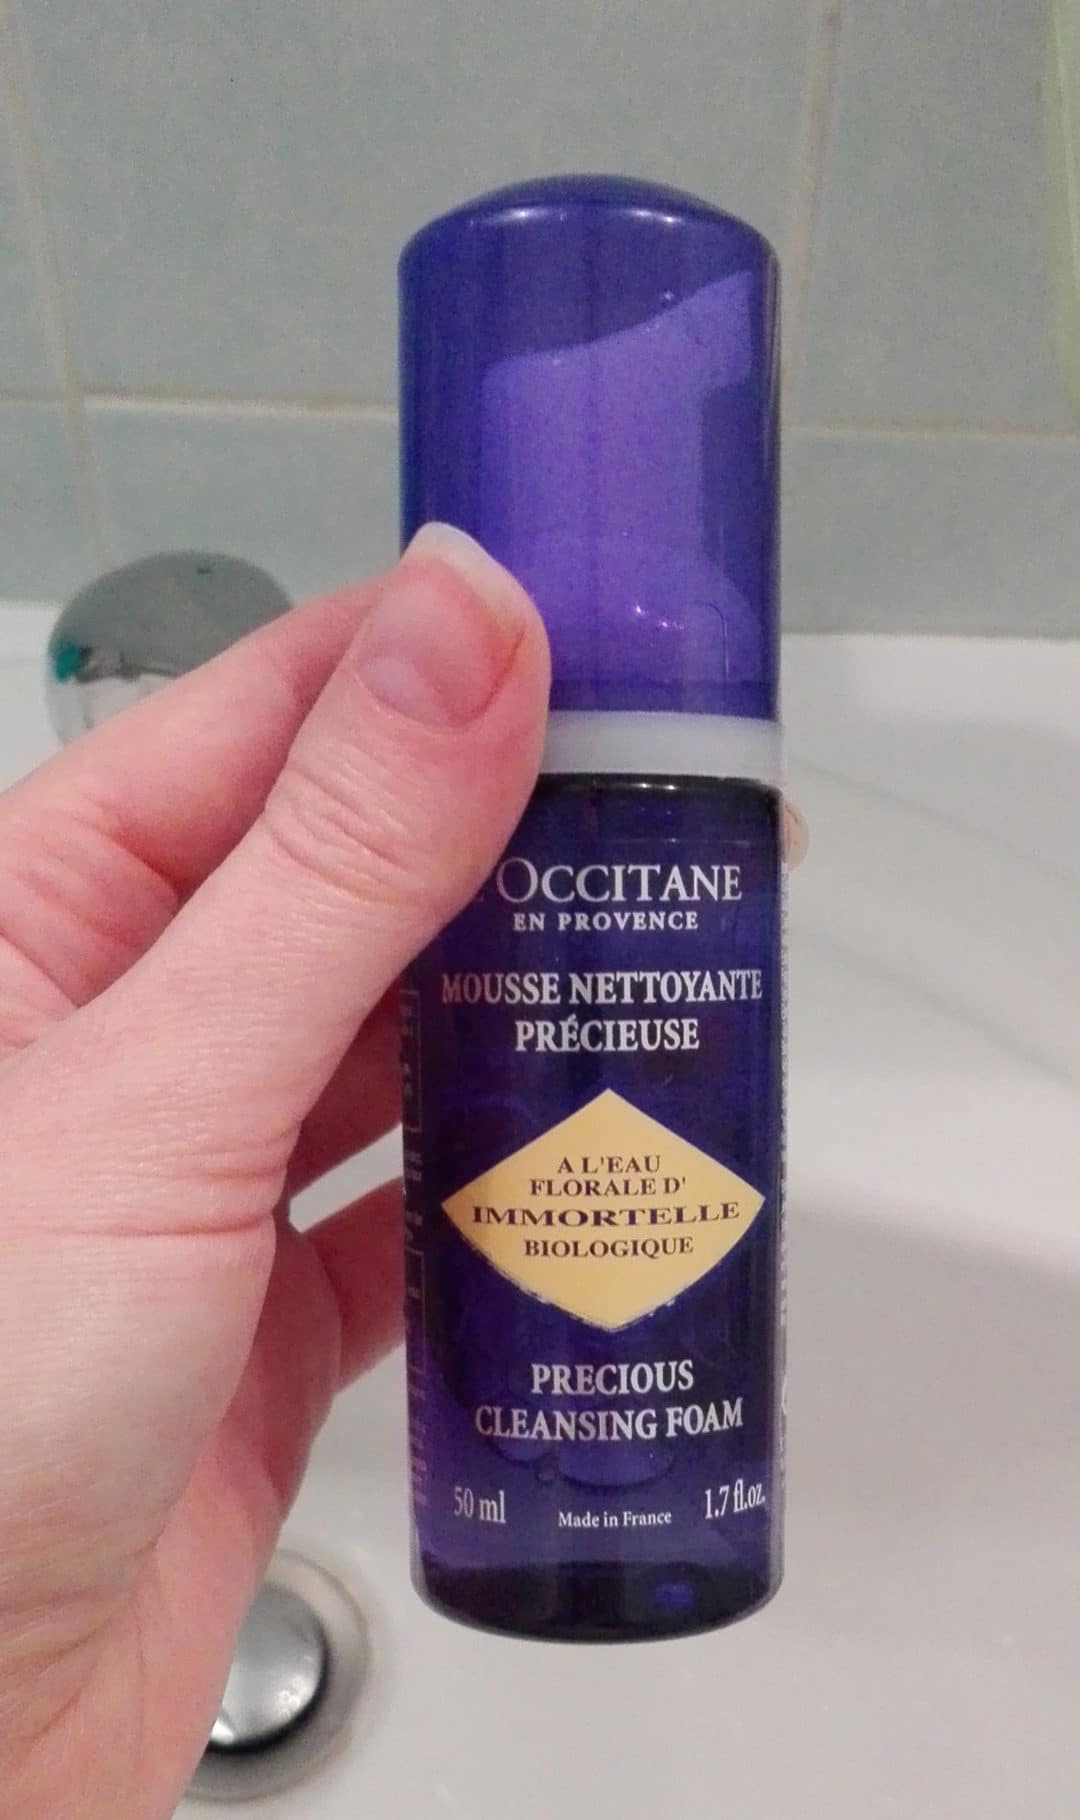 OCCITANE
EN PROVENCE
MOUSSE NETTOYANTE
PRÉCIEUSE
A L'EAU
FLORALE D'
IMMORTELLE
BIOLOGIQUE
PRECIOUS
CLEANSING FOAM
50 ml Made in France 1.7 fl.oz.